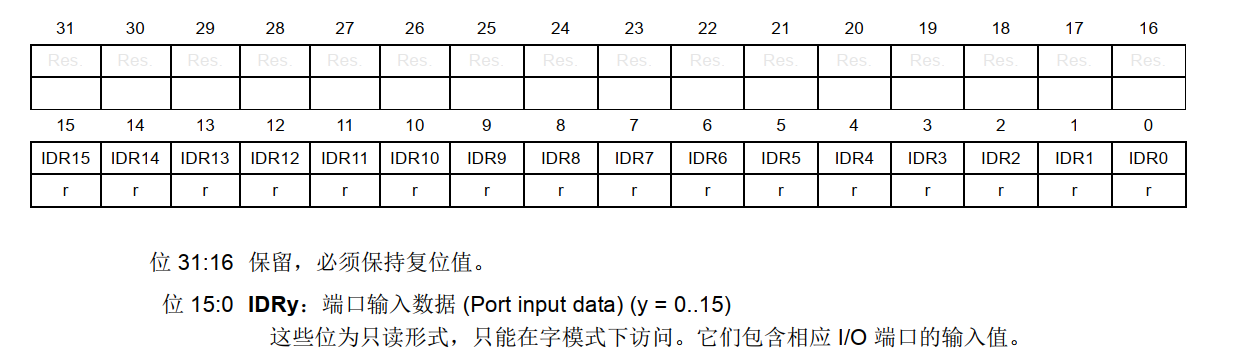 31 30 29 28 27 26 25 24 23 22 21 20 19 18 17 16
Res. Res. Res. Res. Res. Res. Res. Res. Res. Res. Res. Res. Res. Res. Res. Res.
15 14 13 12 11 10 9 8 7 6 5 4 3 2 1 0
IDR15 IDR14 IDR13 IDR12 IDR11 IDR10 IDR9 IDR8 IDR7 IDR6 IDR5 IDR4 IDR3 IDR2 IDR1 IDR0
r r r r r r r r r r r r r r r r
位 31:16 保留，必须保持复位值。
位 15:0 IDRy：端口输入数据 (Port input data) (y = 0..15)
这些位为只读形式，只能在字模式下访问。它们包含相应 I/O 端口的输入值。